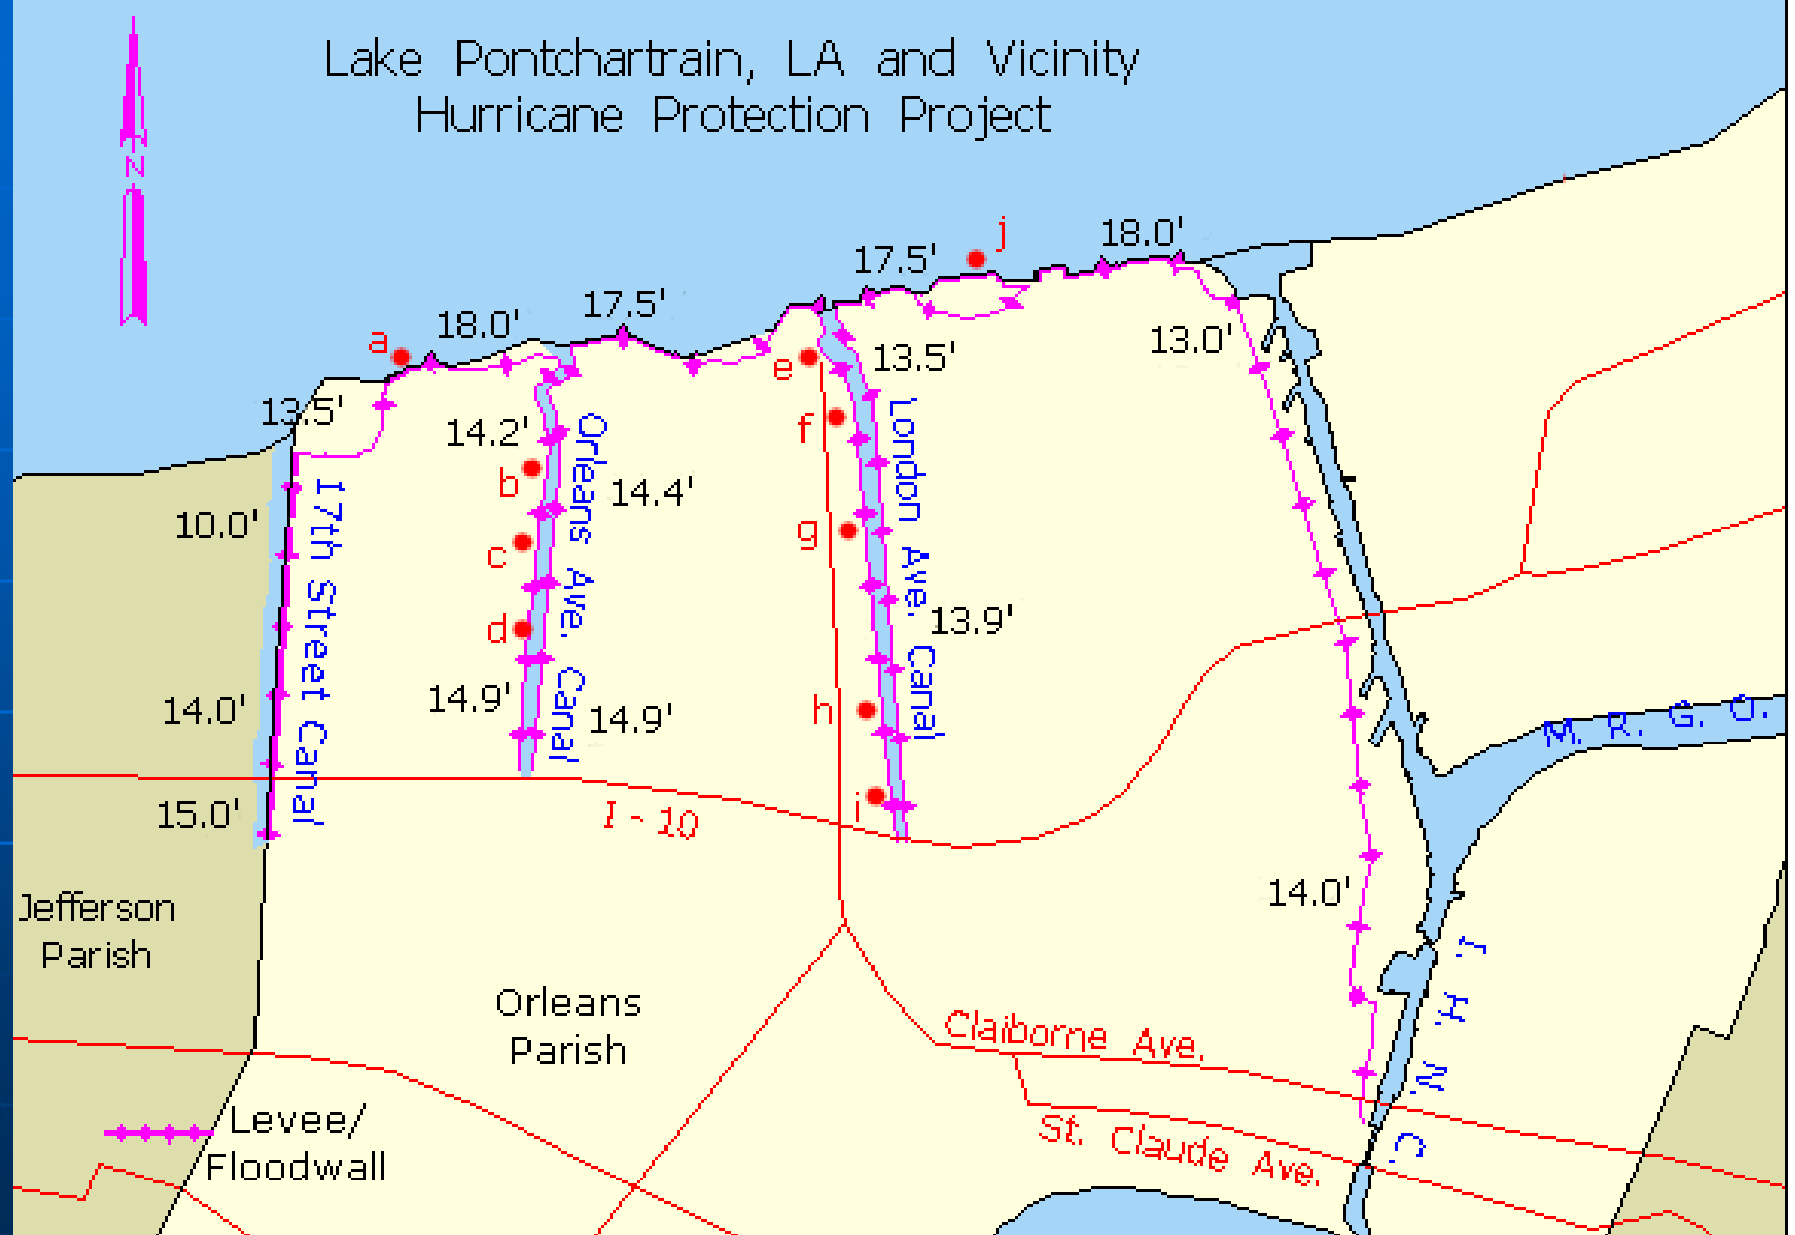 Lake Pontchartrain, LA and Vicinity
Hurricane Protection Project
N
j
18.0'
17.5'
17.5'
18.0'
a
13.0'
13.5'
e
13.5'
f
14.2'
b
14.4'
10.0'
g
c
13.9'
d
h
14.9'
14.9'
14.0'
15.0'
i
I - 10
17th Street Canal
Orleans Ave. Canal
London Ave. Canal
M. R. G. O.
14.0'
Jefferson
Parish
Orleans
Parish
I. H. N. C.
Claiborne Ave.
St. Claude Ave.
Levee/
Floodwall